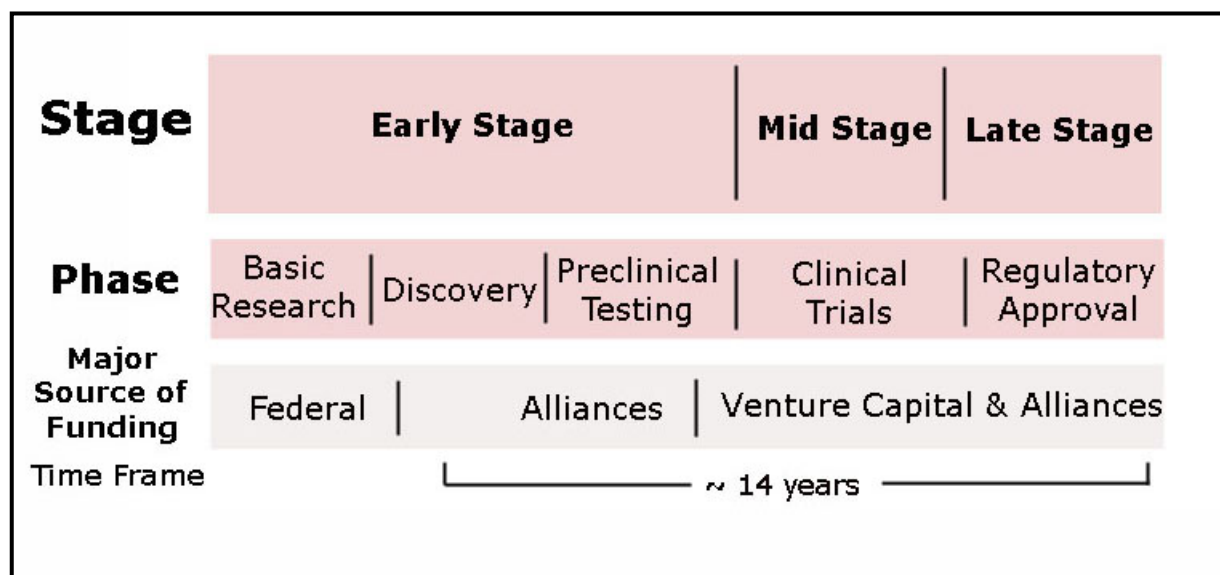 Stage
Early Stage
Mid Stage
Late Stage
Phase
Basic
Research
Discovery
Preclinical
Testing
Clinical
Trials
Regulatory
Approval
Major
Source of
Funding
Federal
Alliances
Venture Capital & Alliances
Time Frame
~ 14 years